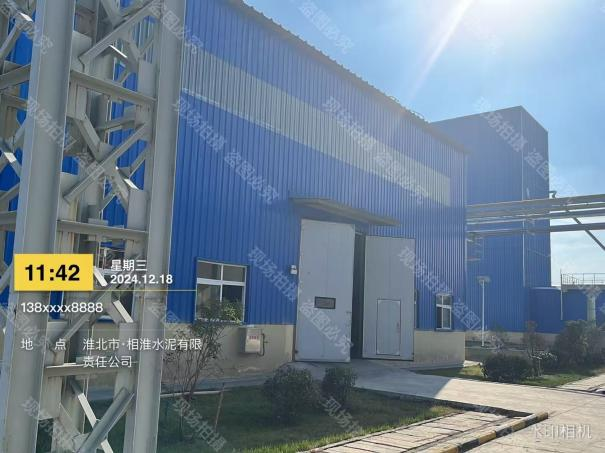 11:42
星期三
2024.12.18
138xxxx8888
地 点 淮北市·相淮水泥有限
责任公司
现场拍摄 盗图必究
水印相机